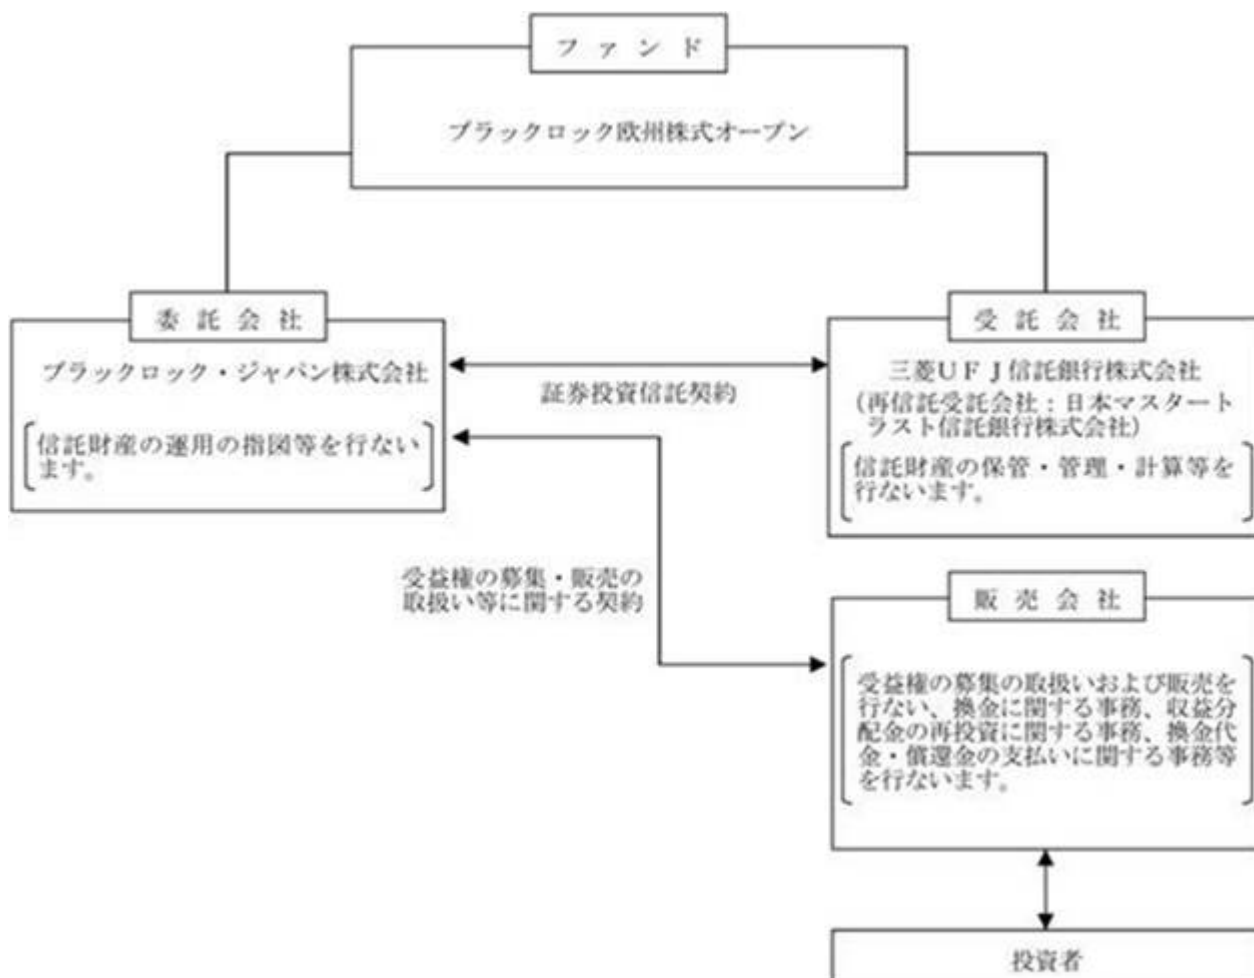 ファンド
ブラックロック欧州株式オープン
委託会社
ブラックロック・ジャパン株式会社
信託財産の運用の指図等を行ない
ます。
証券投資信託契約
受託会社
三菱UFJ信託銀行株式会社
(再信託受託会社:日本マスタート
ラスト信託銀行株式会社)
信託財産の保管・管理・計算等を
行ないます。
受益権の募集・販売の
取扱い等に関する契約
販売会社
受益権の募集の取扱いおよび販売を
行ない、換金に関する事務、収益分
配金の再投資に関する事務、換金代
金・償還金の支払いに関する事務等
を行ないます。
投資者